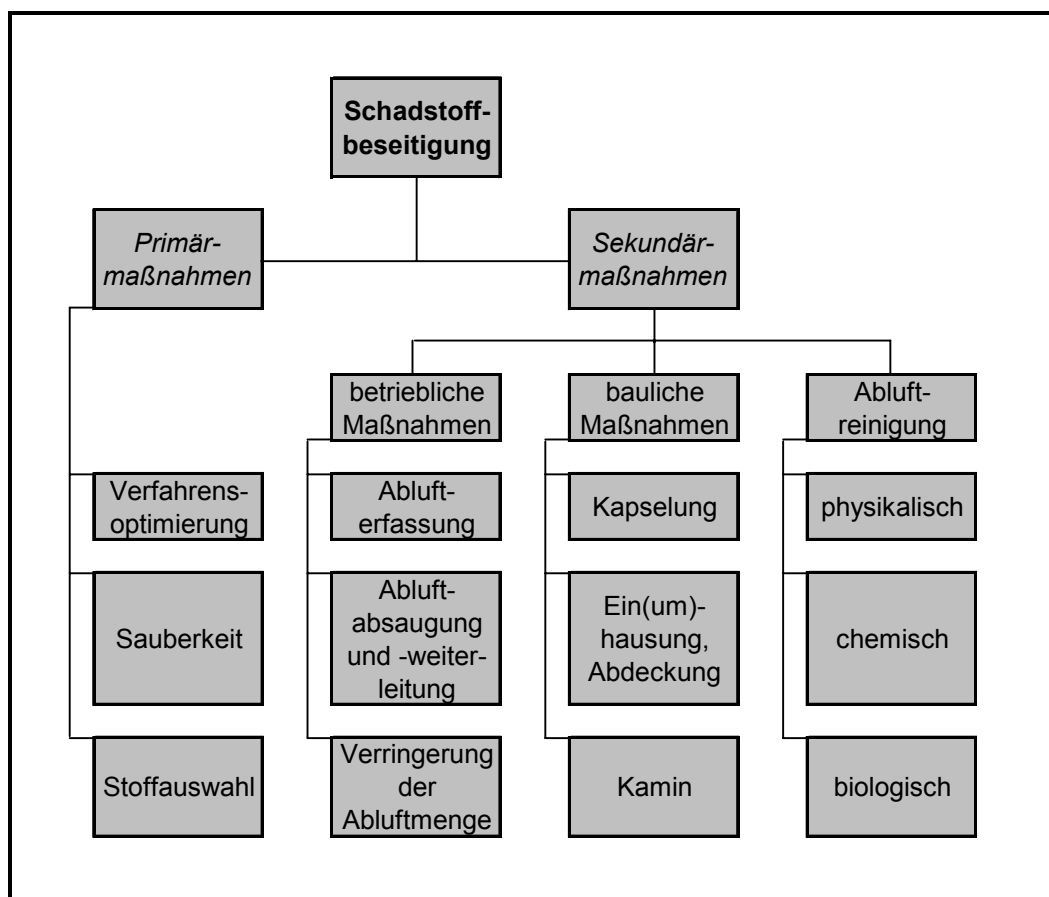 Schadstoff-
beseitigung
Primär-
maßnahmen
Sekundär-
maßnahmen
betriebliche
Maßnahmen
bauliche
Maßnahmen
Abluft-
reinigung
Verfahrens-
optimierung
Abluft-
erfassung
Kapselung
physikalisch
Sauberkeit
Abluft-
absaugung
und -weiter-
leitung
Ein(um)-
hausung,
Abdeckung
chemisch
Stoffauswahl
Verringerung
der
Abluftmenge
Kamin
biologisch